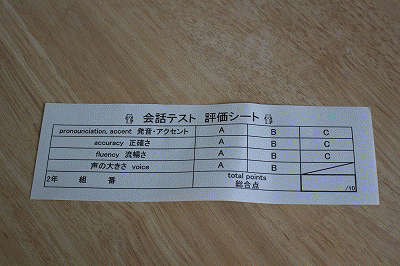 会話テスト 評価シート
pronounciation, accent 発音・アクセント A B C
accuracy 正確さ A B C
fluency 流暢さ A B C
声の大きさ voice A B
2年 組 番 total points
総合点 /10